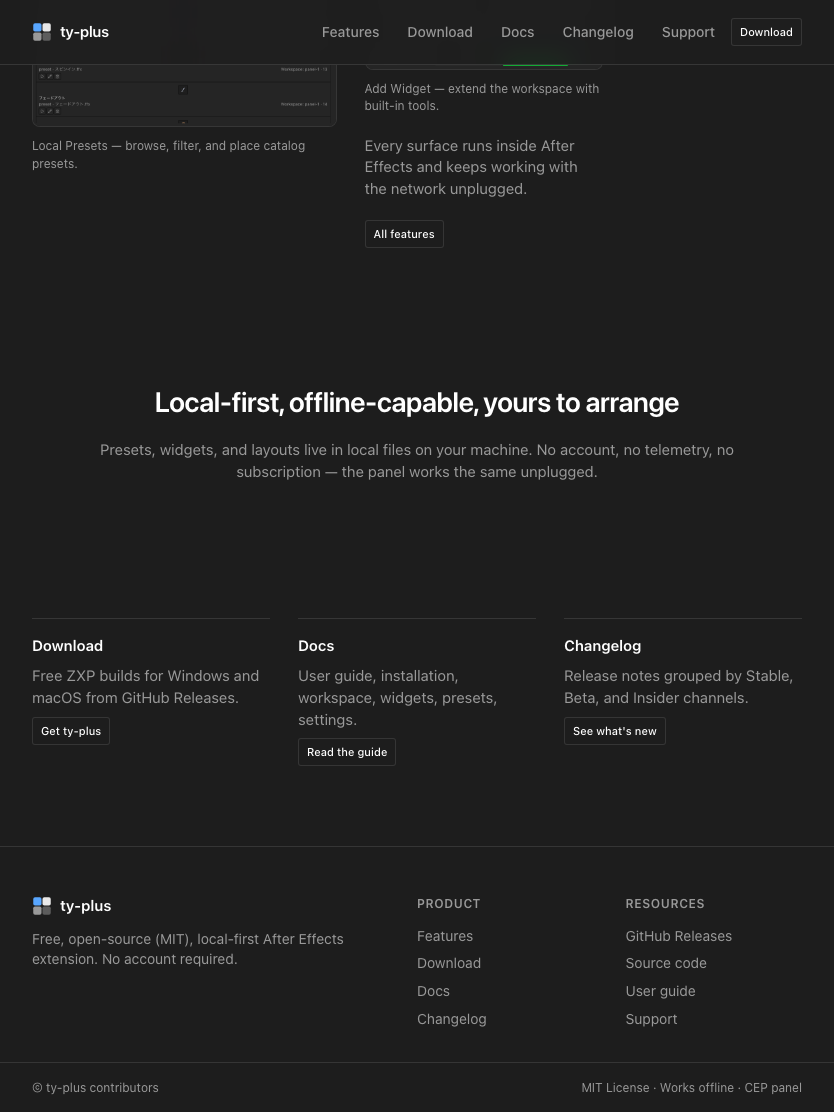 ty-plus
Features
Download
Docs
Changelog
Support
Download
フェードアウル
Local Presets — browse, filter, and place catalog
presets.
Add Widget — extend the workspace with
built-in tools.
Every surface runs inside After
Effects and keeps working with
the network unplugged.
All features
Local-first, offline-capable, yours to arrange
Presets, widgets, and layouts live in local files on your machine. No account, no telemetry, no
subscription — the panel works the same unplugged.
Download
Free ZXP builds for Windows and
macOS from GitHub Releases.
Get ty-plus
Docs
User guide, installation,
workspace, widgets, presets,
settings.
Read the guide
Changelog
Release notes grouped by Stable,
Beta, and Insider channels.
See what's new
ty-plus
Free, open-source (MIT), local-first After Effects
extension. No account required.
PRODUCT
Features
Download
Docs
Changelog
RESOURCES
GitHub Releases
Source code
User guide
Support
© ty-plus contributors
MIT License · Works offline · CEP panel